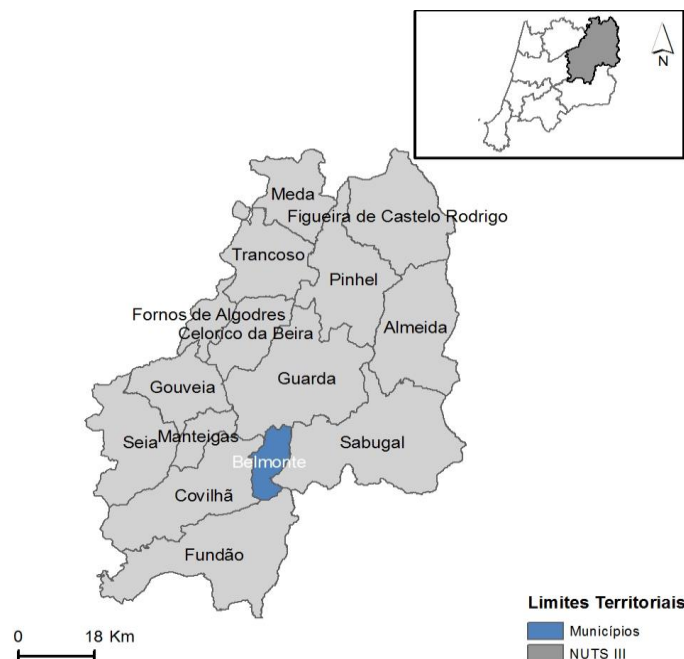 N
Meda
Figueira de Castelo Rodrigo
Trancoso
Pinhel
Fornos de Algodres
Almeida
Celorico da Beira
Guarda
Gouveia
Seia
Manteigas
Sabugal
Belmonte
Covilhã
Fundão
Limites Territoriais
0 18 Km
Municípios
NUTS III